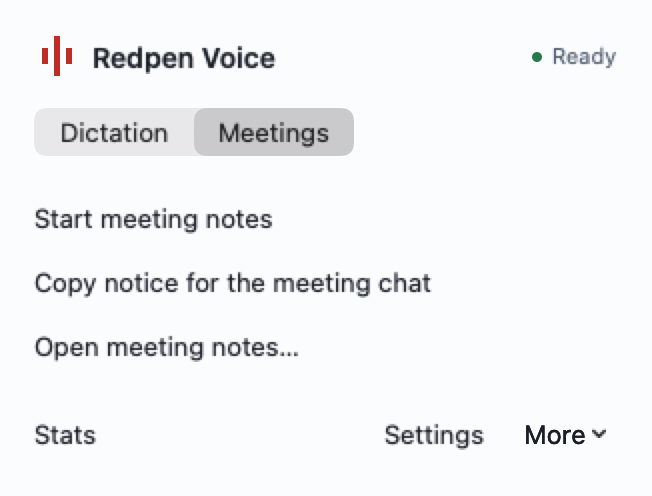 Redpen Voice Ready
Dictation Meetings
Start meeting notes
Copy notice for the meeting chat
Open meeting notes...
Stats Settings More